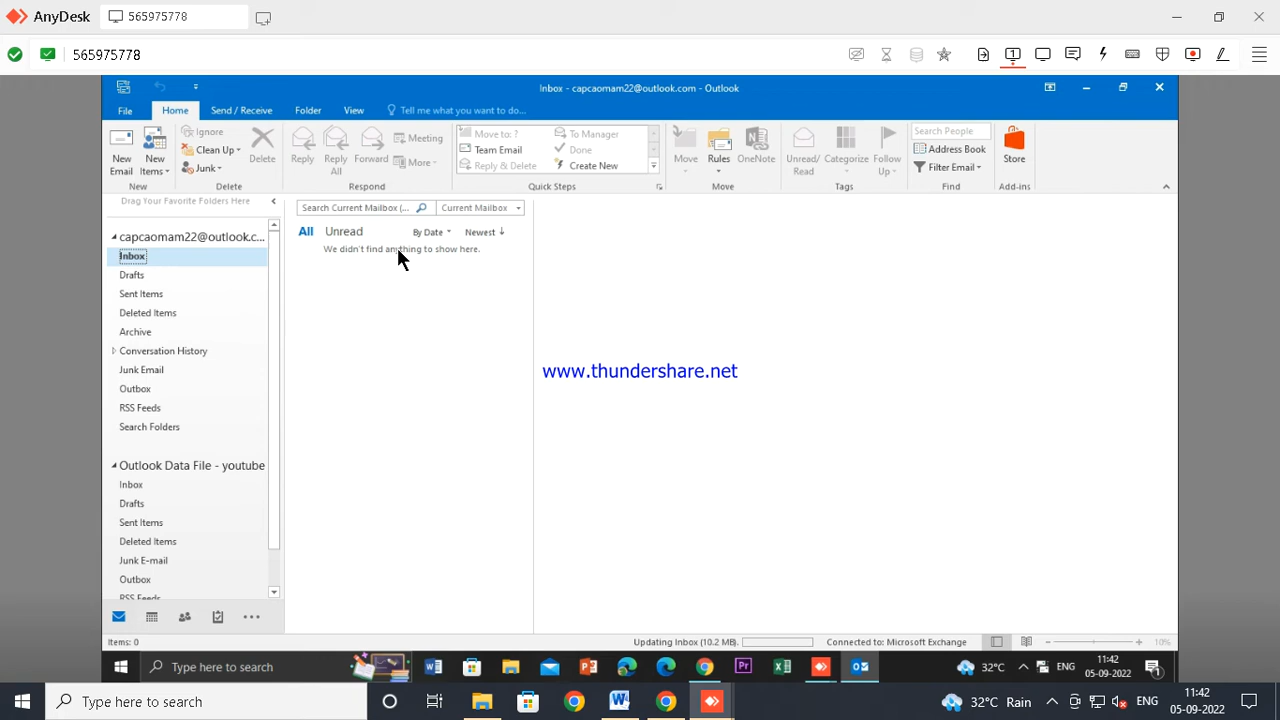 AnyDesk
565975778
565975778
Inbox - capcaomam22@outlook.com - Outlook
File
Home
Send / Receive
Folder
View
Tell me what you want to do...
New
Email
New
Items
New
Ignore
Clean Up
Junk
Delete
Delete
Reply
Reply
All
Forward
Meeting
More
Respond
Move to: ?
Team Email
Reply & Delete
To Manager
Done
Create New
Quick Steps
Move
Rules
OneNote
Move
Unread/
Read
Categorize
Follow
Up
Tags
Search People
Address Book
Filter Email
Find
Store
Add-ins
Drag Your Favorite Folders Here
capcaomam22@outlook.c...
Inbox
Drafts
Sent Items
Deleted Items
Archive
Conversation History
Junk Email
Outbox
RSS Feeds
Search Folders
Outlook Data File - youtube
Inbox
Drafts
Sent Items
Deleted Items
Junk E-mail
Outbox
RSS Feeds
Search Current Mailbox (...
Current Mailbox
All
Unread
By Date
Newest
We didn't find anything to show here.
www.thundershare.net
Items: 0
Updating Inbox (10.2 MB).
Connected to: Microsoft Exchange
10%
Type here to search
32°C
ENG
11:42
05-09-2022
1
Type here to search
32°C Rain
ENG
11:42
05-09-2022